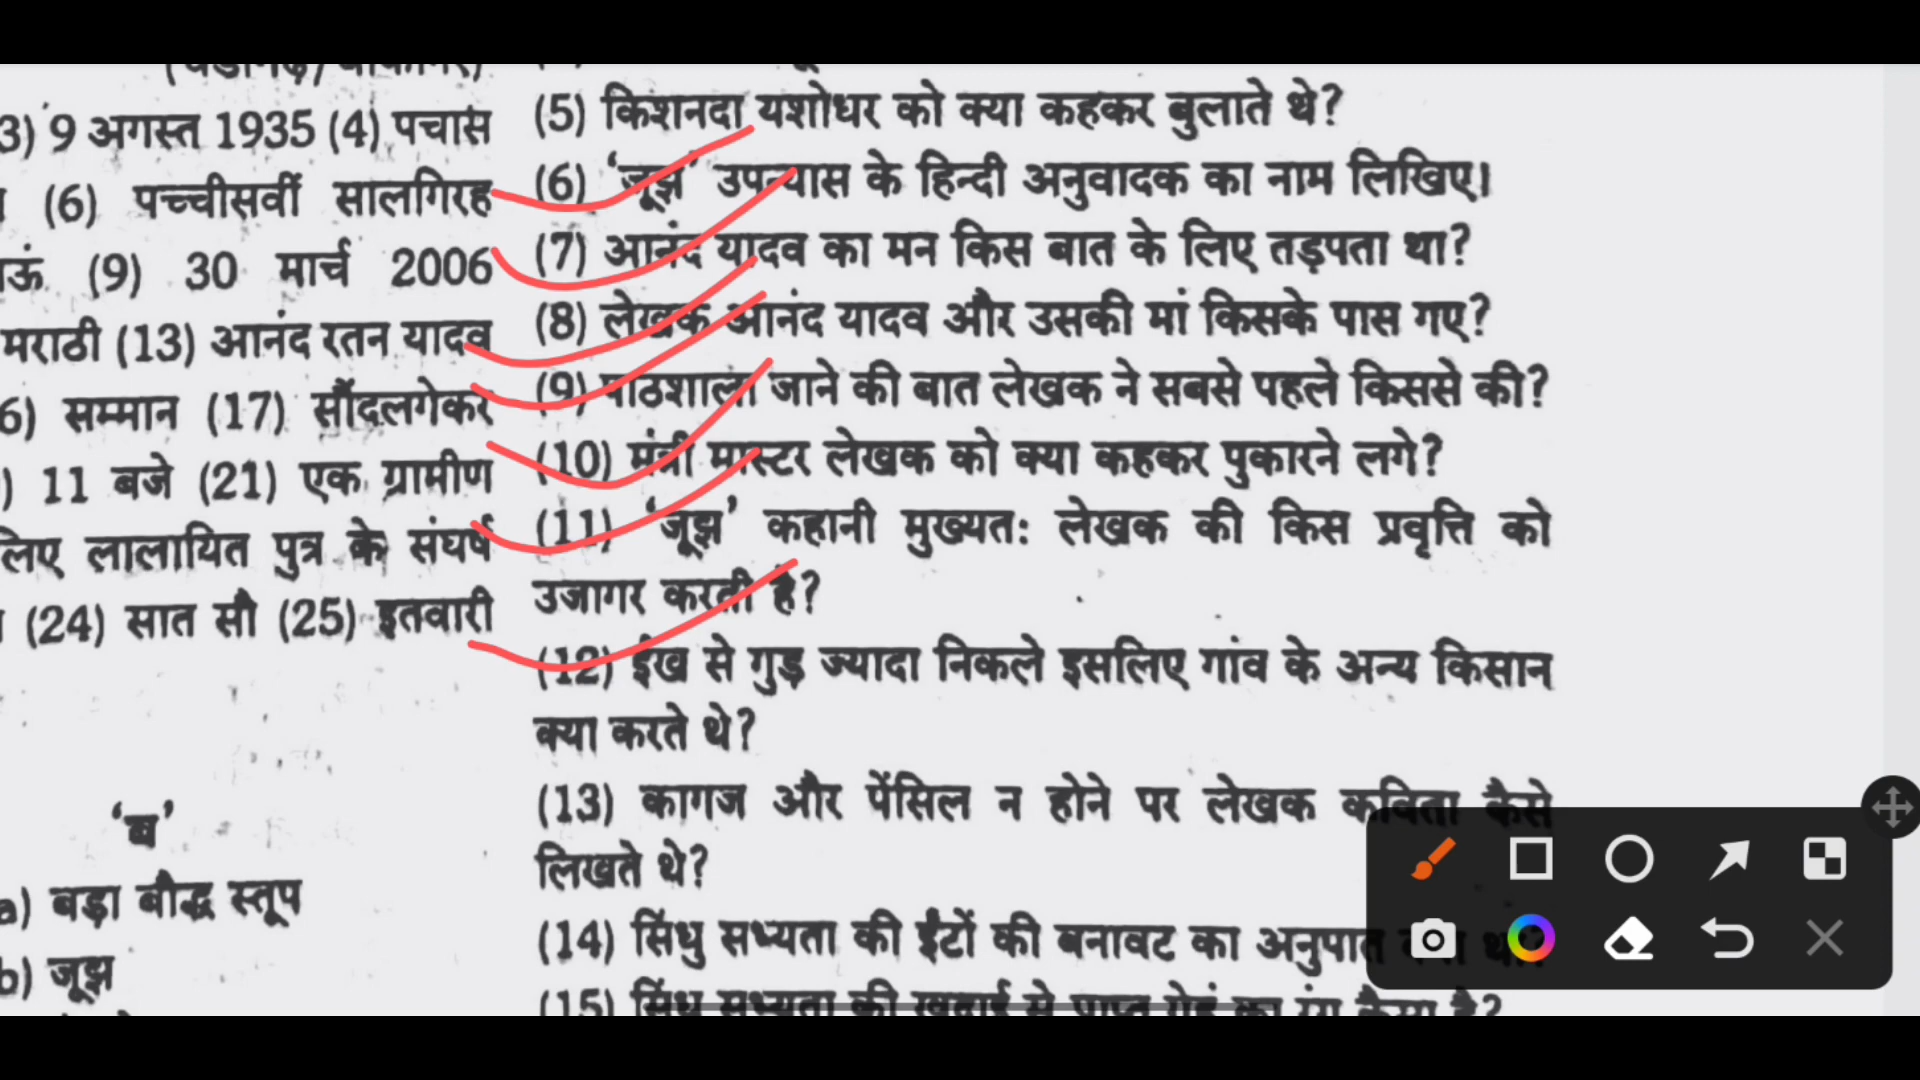 3) 9 अगस्त 1935 (4) पचास
(6) पच्चीसवीं सालगिरह
(9) 30 मार्च 2006
मराठी (13) आनंद रतन यादव
6) सम्मान (17) सौंदलगेकर
) 11 बजे (21) एक ग्रामीण
लिए लालायित पुत्र के संघर्ष
(24) सात सौ (25) इतवारी
‘ब’
a) बड़ा बौद्ध स्तूप
b) जूझ
(5) किशनदा यशोधर को क्या कहकर बुलाते थे?
(6) ‘जूझ’ उपन्यास के हिन्दी अनुवादक का नाम लिखिए।
(7) आनंद यादव का मन किस बात के लिए तड़पता था?
(8) लेखक आनंद यादव और उसकी मां किसके पास गए?
(9) पाठशाला जाने की बात लेखक ने सबसे पहले किससे की?
(10) मंत्री मास्टर लेखक को क्या कहकर पुकारने लगे?
(11) ‘जूझ’ कहानी मुख्यतः लेखक की किस प्रवृत्ति को
उजागर करती है?
(12) ईख से गुड़ ज्यादा निकले इसलिए गांव के अन्य किसान
क्या करते थे?
(13) कागज और पेंसिल न होने पर लेखक कविता कैसे
लिखते थे?
(14) सिंधु सभ्यता की ईंटों की बनावट का अनुपात
(15) सिंधु सभ्यता की खुदाई से प्राप्त गेहूं का रंग कैसा है?